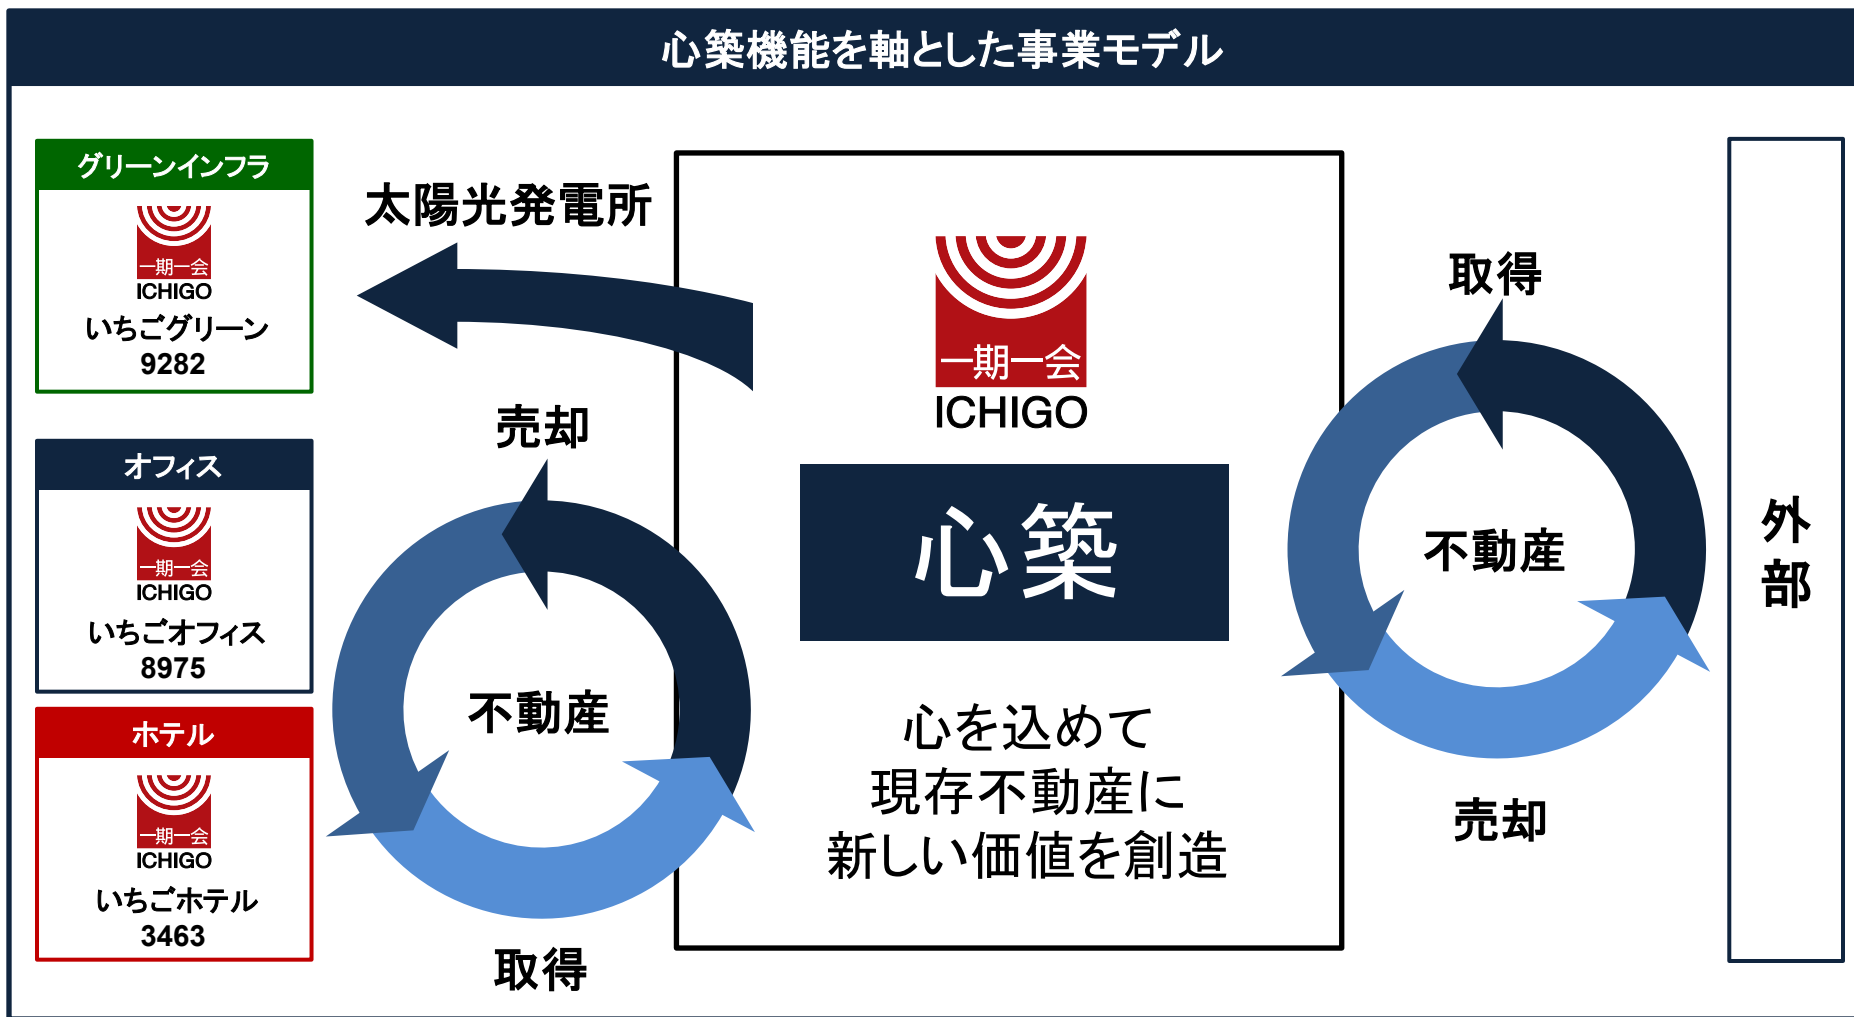 心築機能を軸とした事業モデル
グリーンインフラ
一期一会
ICHIGO
いちごグリーン
9282
オフィス
一期一会
ICHIGO
いちごオフィス
8975
ホテル
一期一会
ICHIGO
いちごホテル
3463
太陽光発電所
売却
不動産
取得
一期一会
ICHIGO
心築
心を込めて
現存不動産に
新しい価値を創造
取得
不動産
売却
外
部